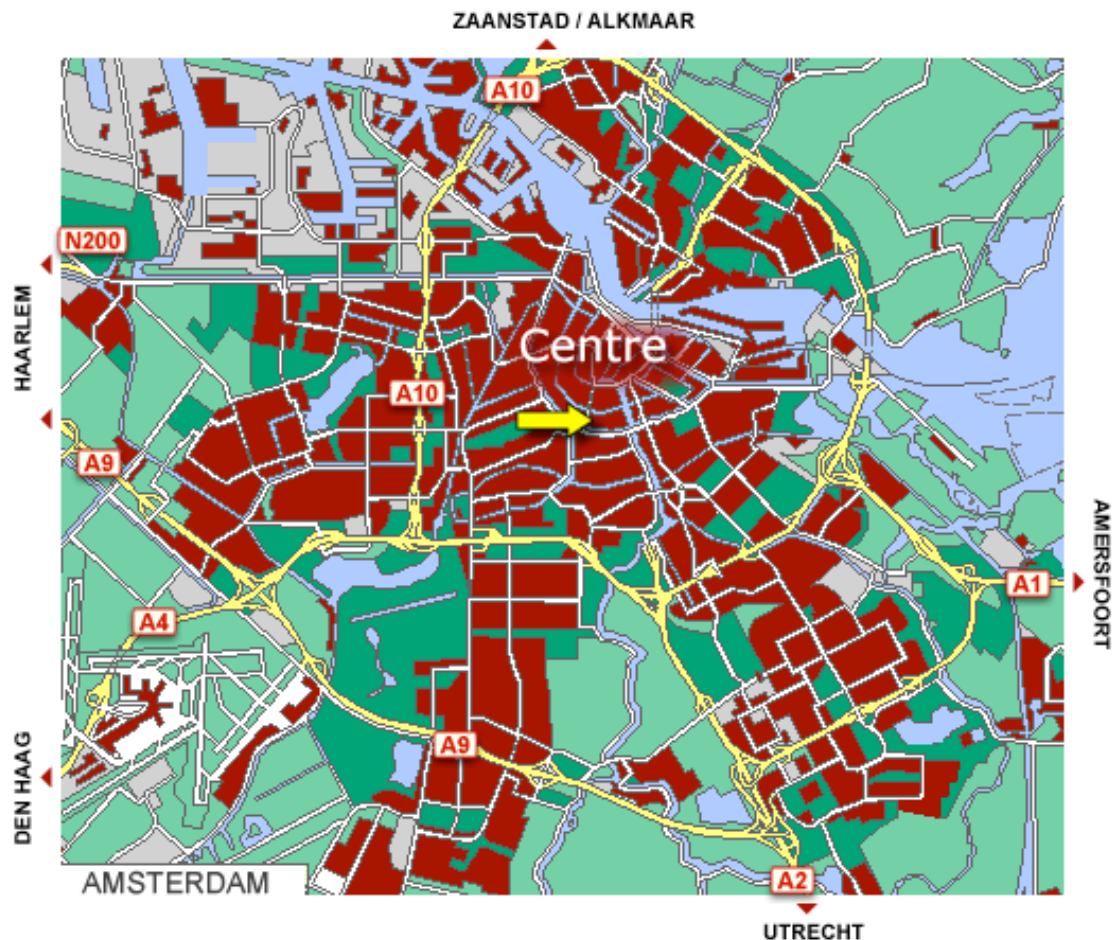 ZAANSTAD / ALKMAAR
A10
N200
HAARLEM
Centre
A10
A9
AMERSFOORT
A1
A4
DEN HAAG
A9
AMSTERDAM
A2
UTRECHT